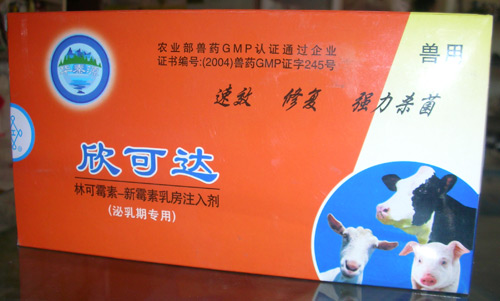 农业部兽药GMP认证通过企业
证书编号:(2004)兽药GMP证字245号
兽用
速效 修复 强力杀菌
欣可达
林可霉素-新霉素乳房注入剂
(泌乳期专用)